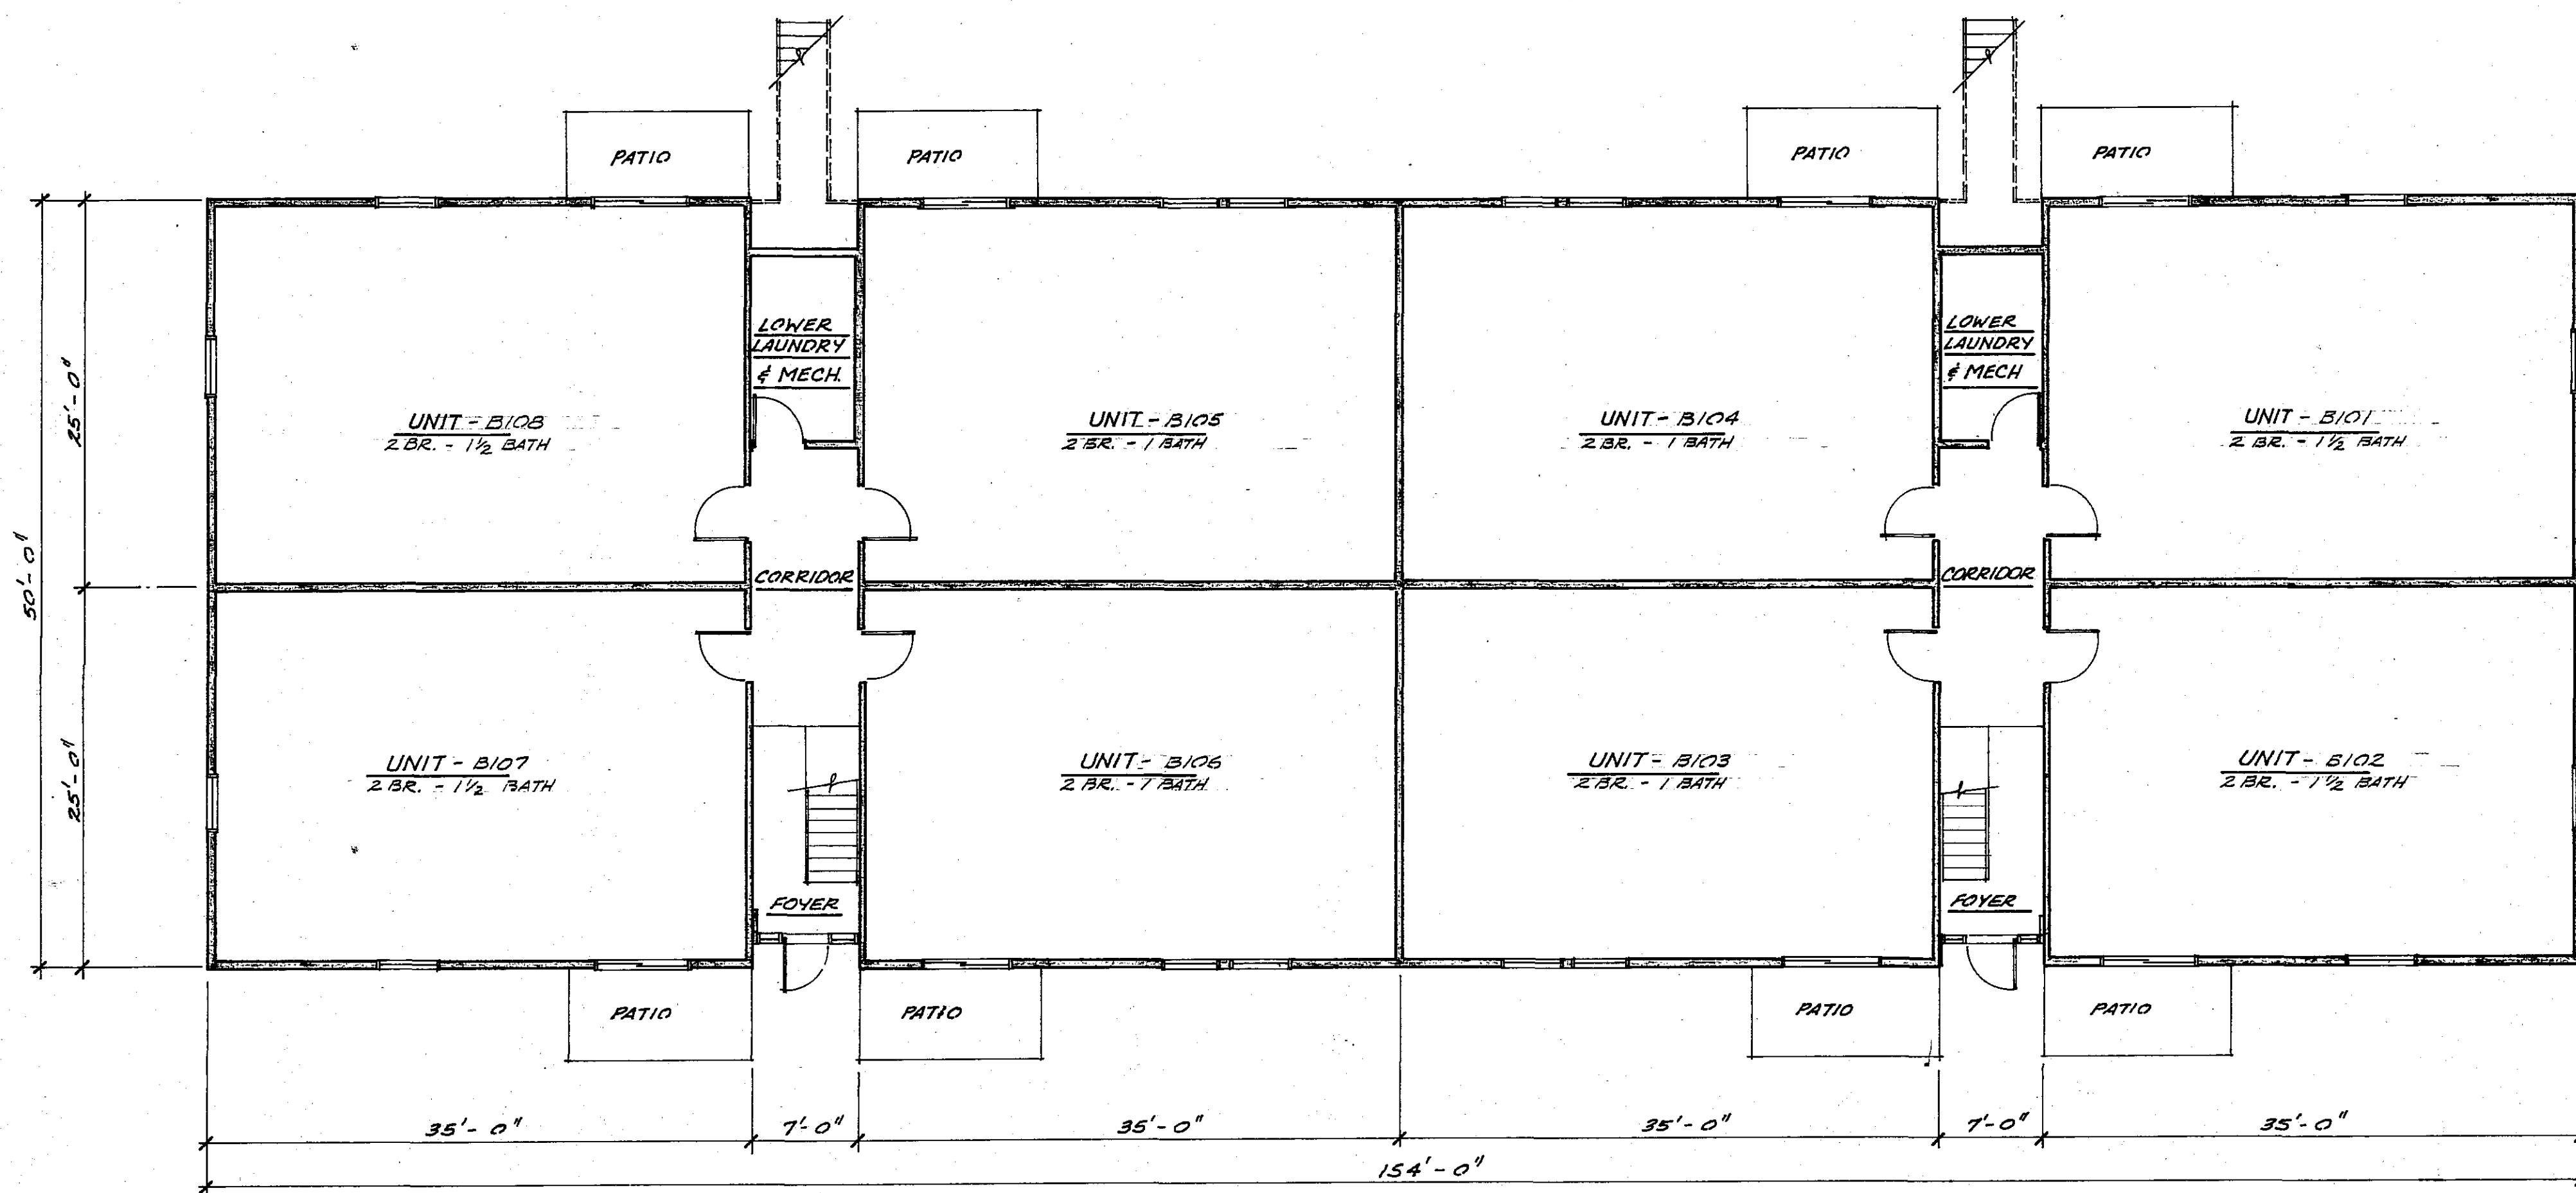 PATIO
PATIO
PATIO
PATIO
LOWER
LAUNDRY
& MECH.
LOWER
LAUNDRY
& MECH
25'-0"
UNIT - B108
2 BR. - 1½ BATH
UNIT - B105
2 BR. - 1 BATH
UNIT - B104
2 BR. - 1 BATH
UNIT - B101
2 BR. - 1½ BATH
50'-0"
CORRIDOR
CORRIDOR
25'-0"
UNIT - B107
2 BR. - 1½ BATH
UNIT - B106
2 BR. - 1 BATH
UNIT - B103
2 BR. - 1 BATH
UNIT - B102
2 BR. - 1½ BATH
FOYER
FOYER
PATIO
PATIO
PATIO
PATIO
35'-0"
7'-0"
35'-0"
35'-0"
7'-0"
35'-0"
154'-0"